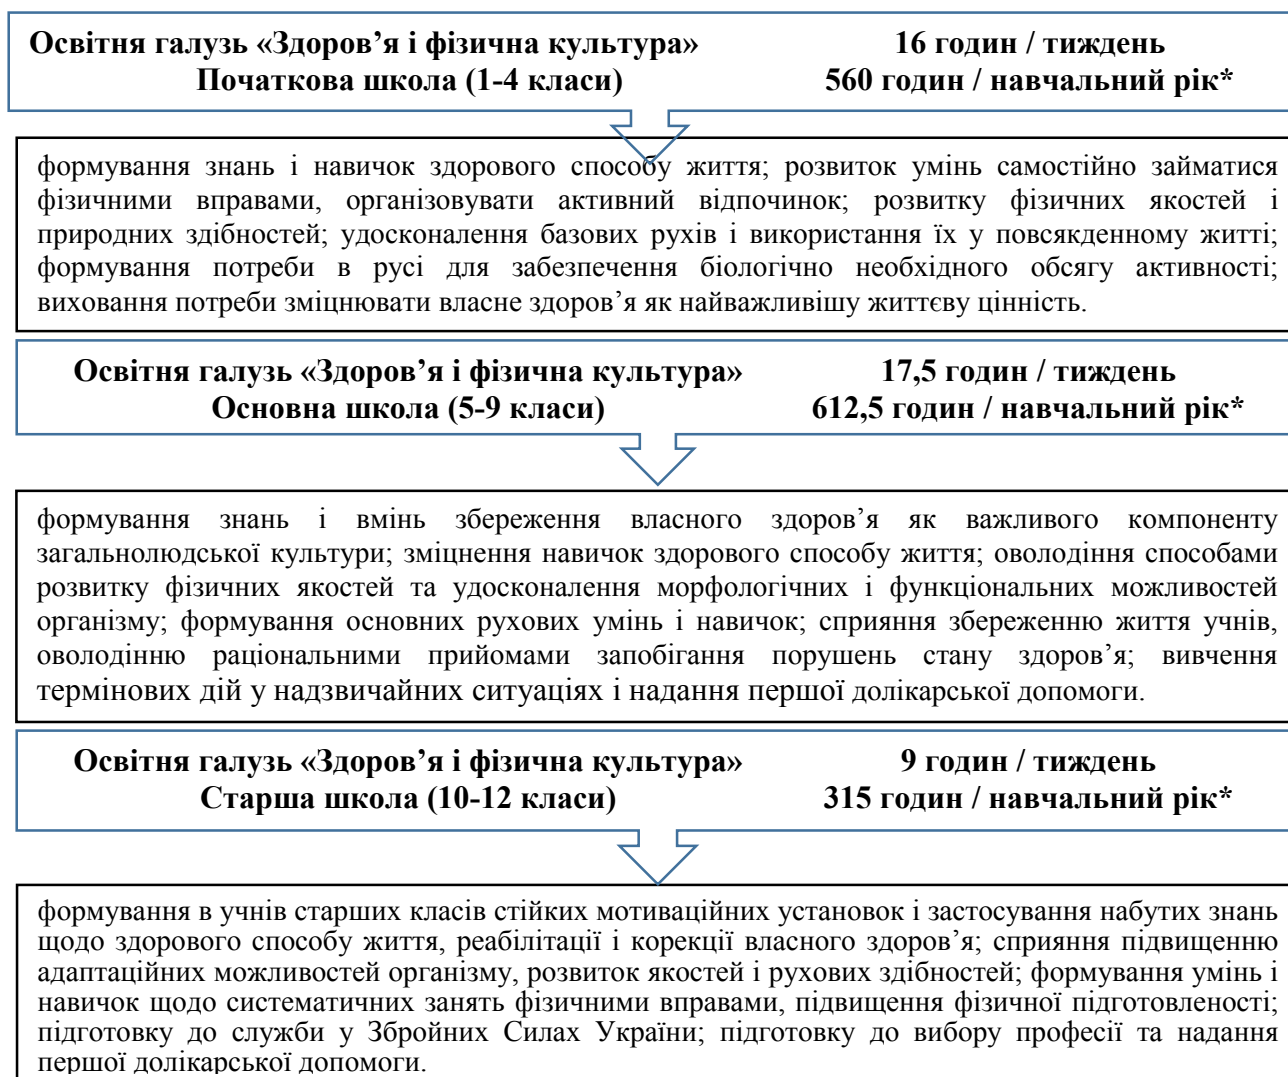 Освітня галузь «Здоров’я і фізична культура» 16 годин / тиждень
Початкова школа (1-4 класи) 560 годин / навчальний рік*
формування знань і навичок здорового способу життя; розвиток умінь самостійно займатися
фізичними вправами, організовувати активний відпочинок; розвитку фізичних якостей і
природних здібностей; удосконалення базових рухів і використання їх у повсякденному житті;
формування потреби в русі для забезпечення біологічно необхідного обсягу активності;
виховання потреби зміцнювати власне здоров’я як найважливішу життєву цінність.
Освітня галузь «Здоров’я і фізична культура» 17,5 годин / тиждень
Основна школа (5-9 класи) 612,5 годин / навчальний рік*
формування знань і вмінь збереження власного здоров’я як важливого компоненту
загальнолюдської культури; зміцнення навичок здорового способу життя; оволодіння способами
розвитку фізичних якостей та удосконалення морфологічних і функціональних можливостей
організму; формування основних рухових умінь і навичок; сприяння збереженню життя учнів,
оволодінню раціональними прийомами запобігання порушень стану здоров’я; вивчення
термінових дій у надзвичайних ситуаціях і надання першої долікарської допомоги.
Освітня галузь «Здоров’я і фізична культура» 9 годин / тиждень
Старша школа (10-12 класи) 315 годин / навчальний рік*
формування в учнів старших класів стійких мотиваційних установок і застосування набутих знань
щодо здорового способу життя, реабілітації і корекції власного здоров’я; сприяння підвищенню
адаптаційних можливостей організму, розвиток якостей і рухових здібностей; формування умінь і
навичок щодо систематичних занять фізичними вправами, підвищення фізичної підготовленості;
підготовку до служби у Збройних Силах України; підготовку до вибору професії та надання
першої долікарської допомоги.